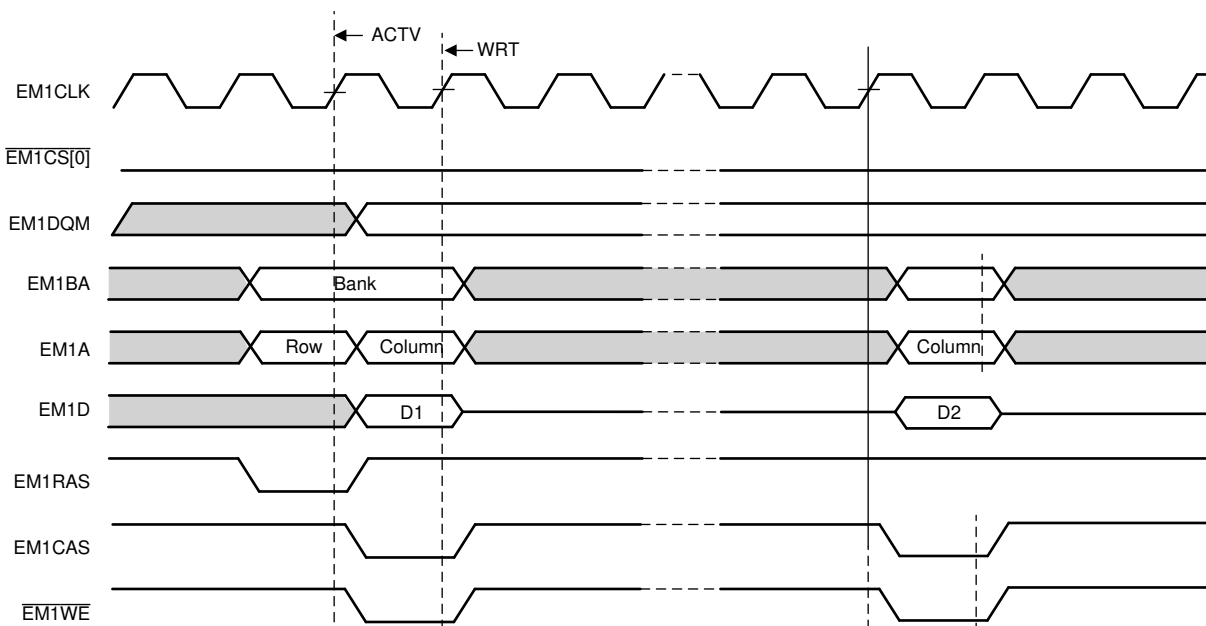 ACTV
WRT
EM1CLK
EM1CS[0]
EM1DQM
EM1BA
Bank
EM1A
Row
Column
Column
EM1D
D1
D2
EM1RAS
EM1CAS
EM1WE